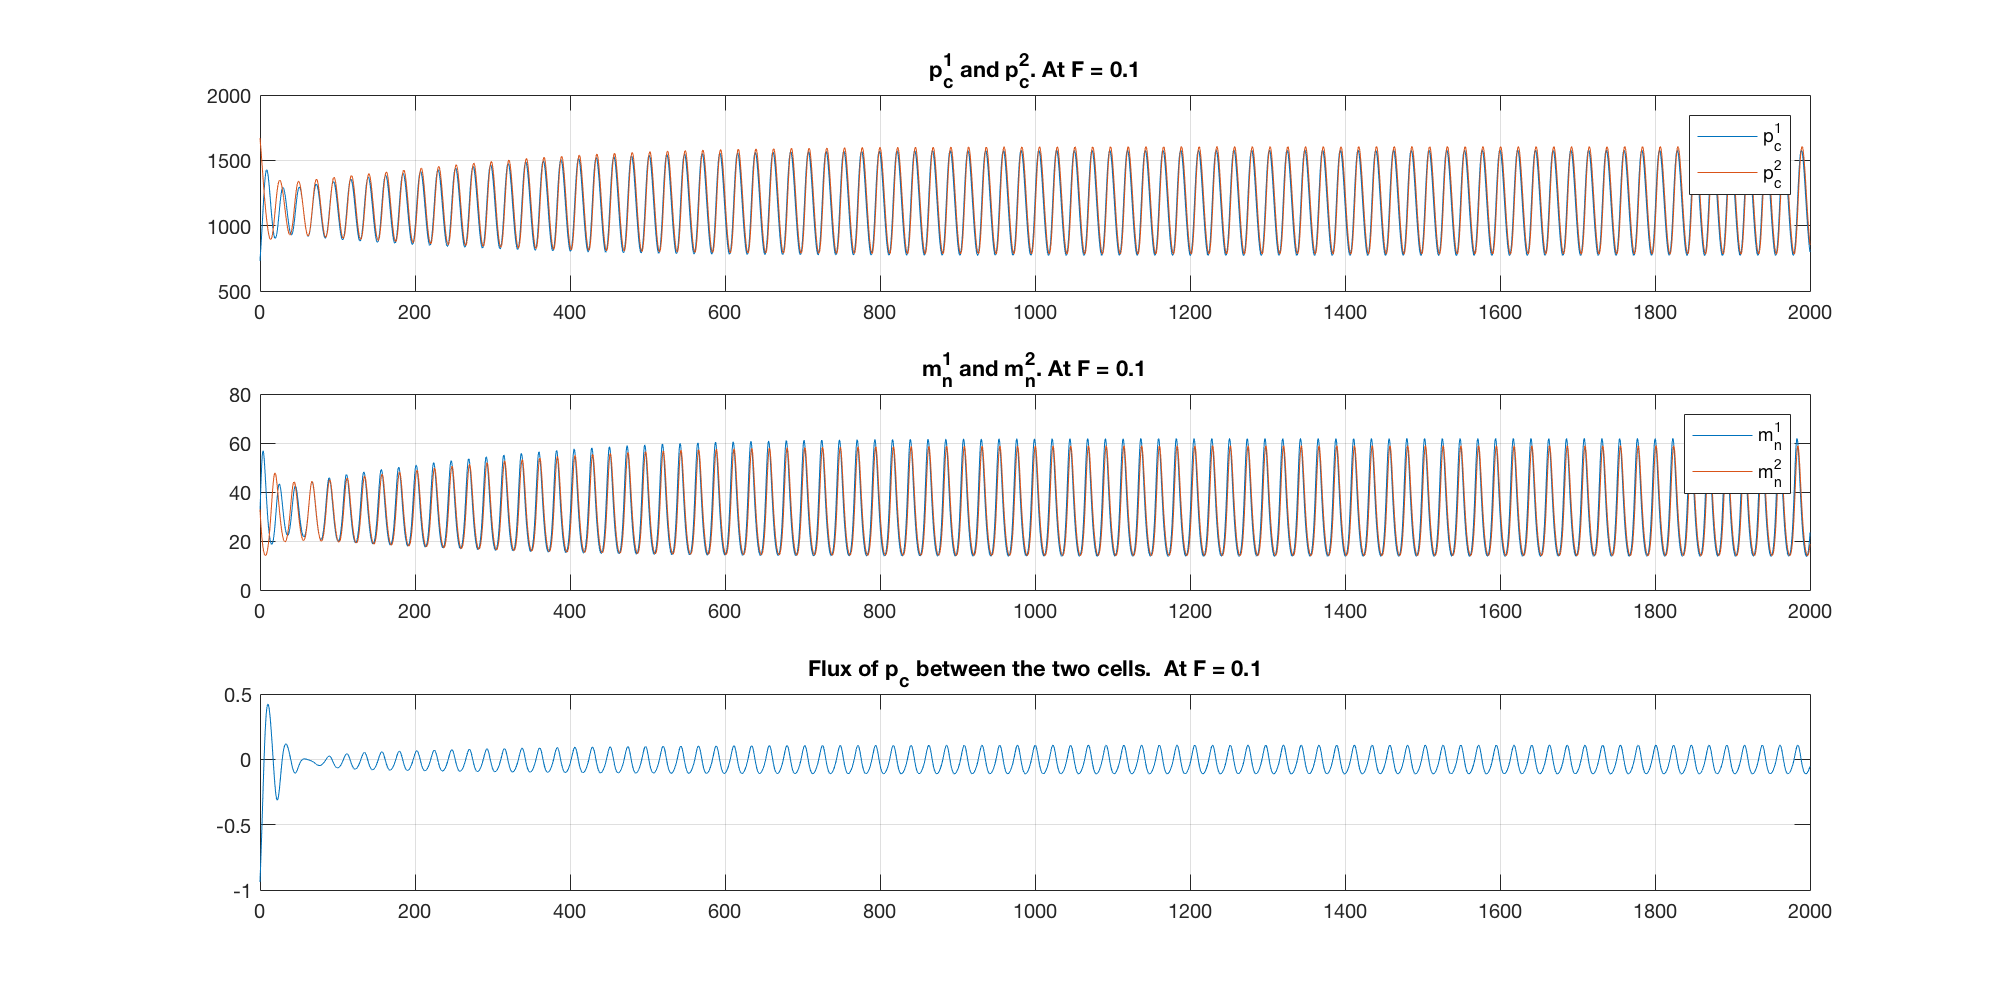 p_c^1 and p_c^2. At F = 0.1
2000
1500
1000
500
p_c^1
p_c^2
0 200 400 600 800 1000 1200 1400 1600 1800 2000
m_n^1 and m_n^2. At F = 0.1
80
60
40
20
0
m_n^1
m_n^2
0 200 400 600 800 1000 1200 1400 1600 1800 2000
Flux of p_c between the two cells.  At F = 0.1
0.5
0
-0.5
-1
0 200 400 600 800 1000 1200 1400 1600 1800 2000